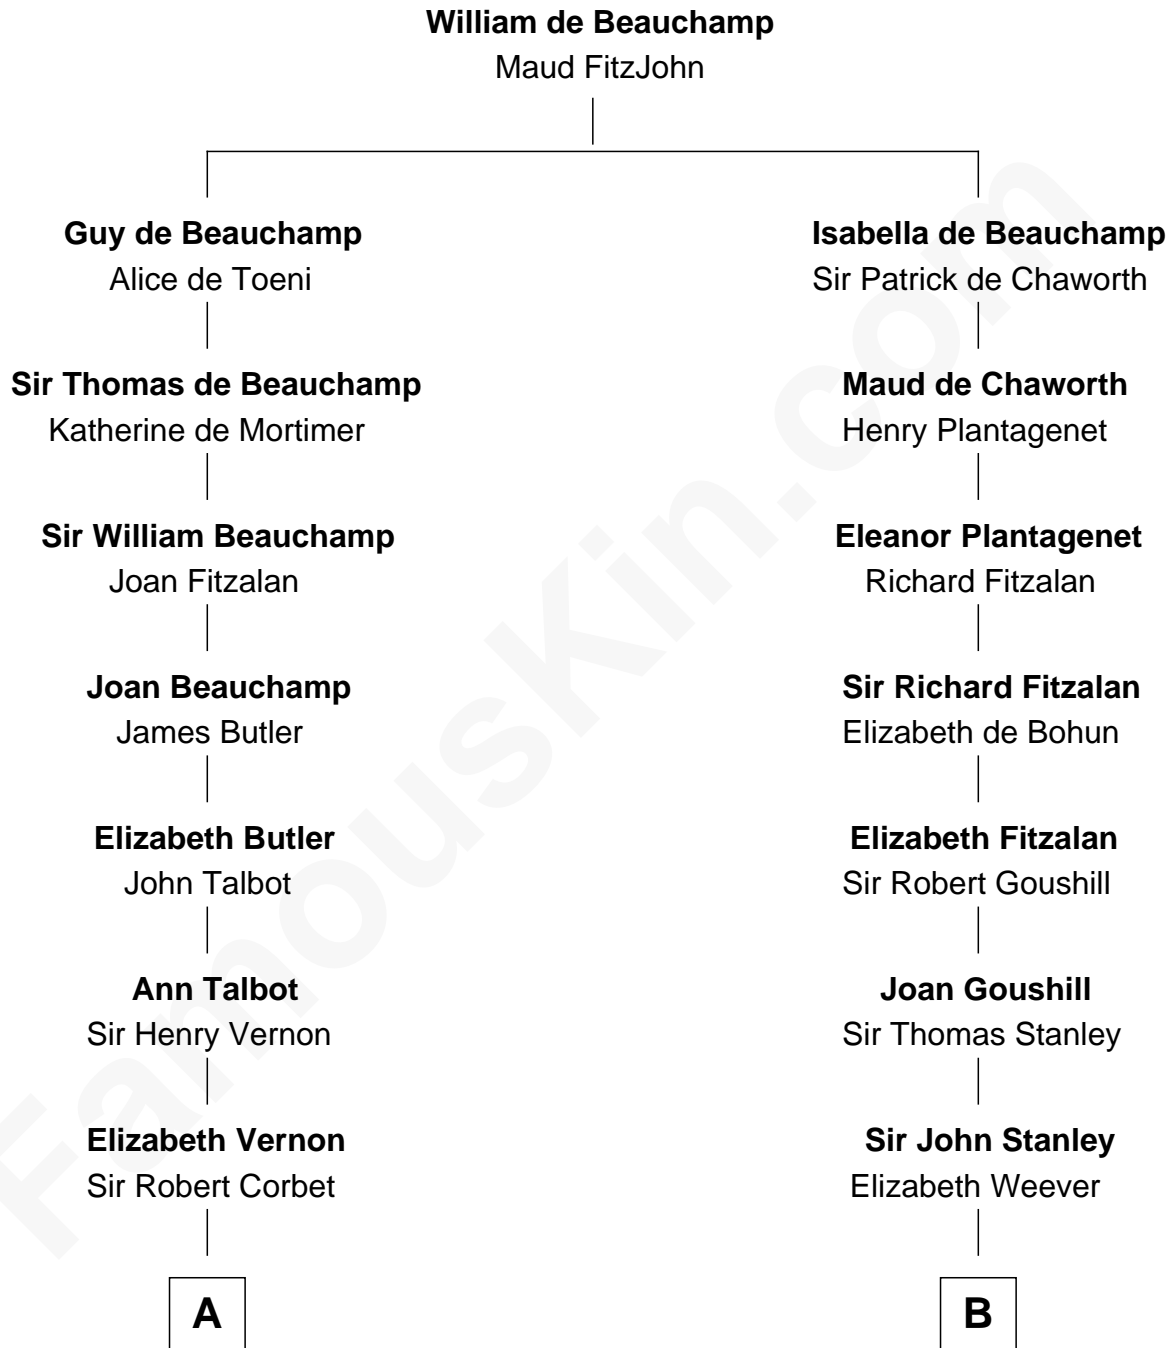 William de Beauchamp
Maud FitzJohn
Guy de Beauchamp
Alice de Toeni
Isabella de Beauchamp
Sir Patrick de Chaworth
Sir Thomas de Beauchamp
Katherine de Mortimer
Maud de Chaworth
Henry Plantagenet
Sir William Beauchamp
Joan Fitzalan
Eleanor Plantagenet
Richard Fitzalan
Joan Beauchamp
James Butler
Sir Richard Fitzalan
Elizabeth de Bohun
Elizabeth Butler
John Talbot
Elizabeth Fitzalan
Sir Robert Goushill
Ann Talbot
Sir Henry Vernon
Joan Goushill
Sir Thomas Stanley
Elizabeth Vernon
Sir Robert Corbet
Sir John Stanley
Elizabeth Weever
A
B
FamousKin.com